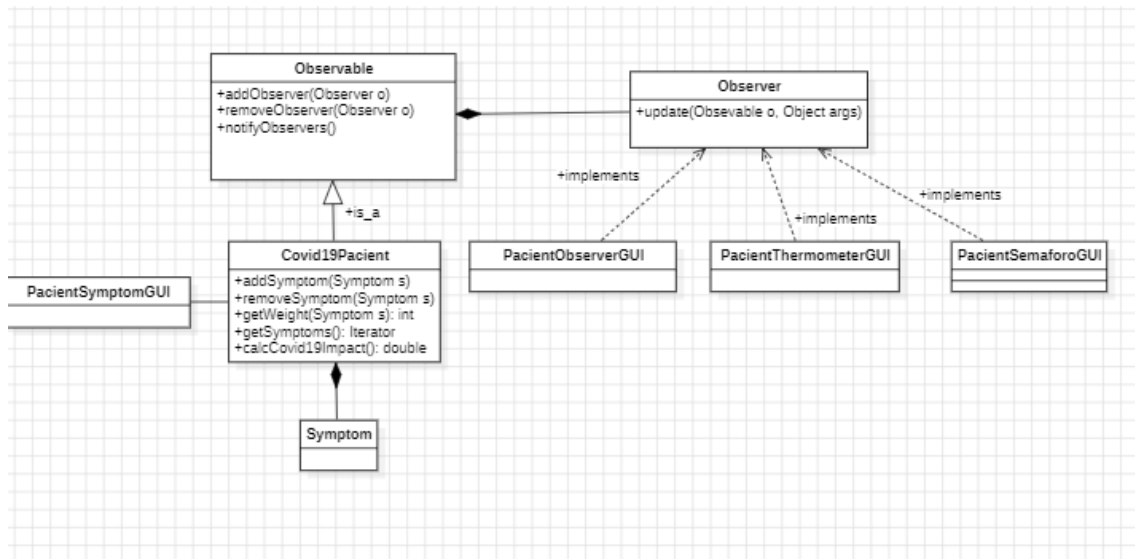 Observable
+addObserver(Observer o)
+removeObserver(Observer o)
+notifyObservers()
Observer
+update(Obsevable o, Object args)
+implements
+implements
+implements
+is_a
Covid19Pacient
+addSymptom(Symptom s)
+removeSymptom(Symptom s)
+getWeight(Symptom s): int
+getSymptoms(): Iterator
+calcCovid19Impact(): double
PacientObserverGUI
PacientThermometerGUI
PacientSemaforoGUI
PacientSymptomGUI
Symptom